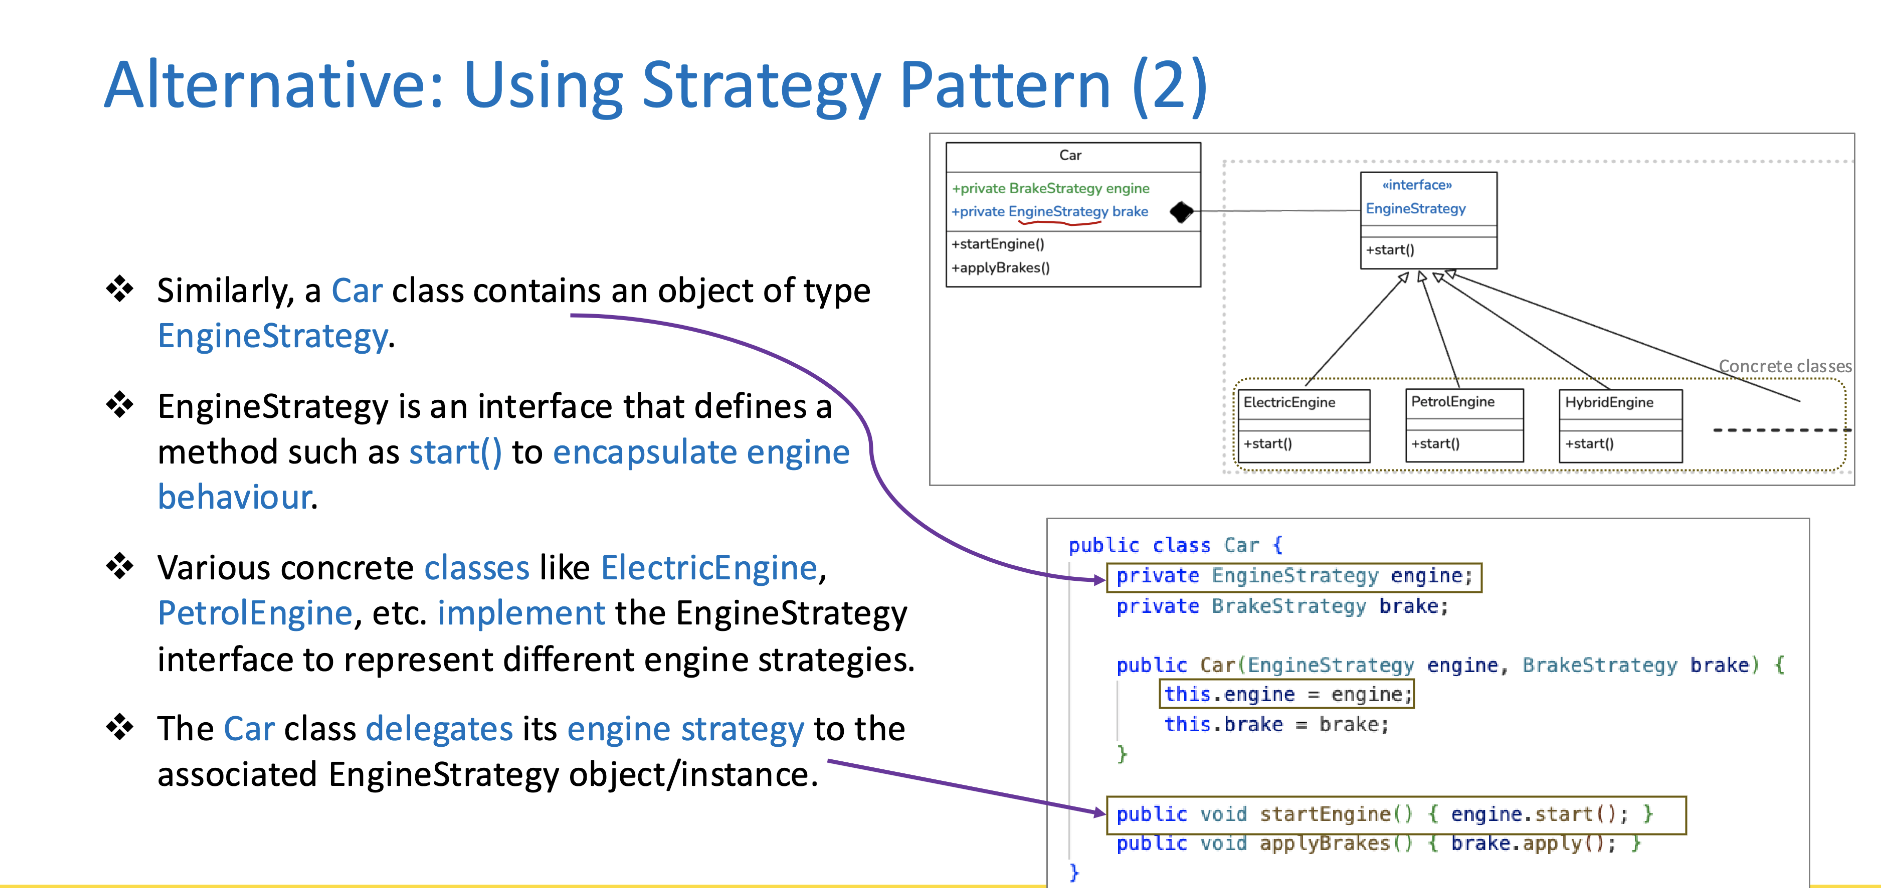 Alternative: Using Strategy Pattern (2)
❖ Similarly, a Car class contains an object of type
EngineStrategy.
❖ EngineStrategy is an interface that defines a
method such as start() to encapsulate engine
behaviour.
❖ Various concrete classes like ElectricEngine,
PetrolEngine, etc. implement the EngineStrategy
interface to represent different engine strategies.
❖ The Car class delegates its engine strategy to the
associated EngineStrategy object/instance.
Car
+private BrakeStrategy engine
+private EngineStrategy brake
+startEngine()
+applyBrakes()
«interface»
EngineStrategy
+start()
Concrete classes
ElectricEngine
+start()
PetrolEngine
+start()
HybridEngine
+start()
public class Car {
private EngineStrategy engine;
private BrakeStrategy brake;
public Car(EngineStrategy engine, BrakeStrategy brake) {
this.engine = engine;
this.brake = brake;
}
public void startEngine() { engine.start(); }
public void applyBrakes() { brake.apply(); }
}